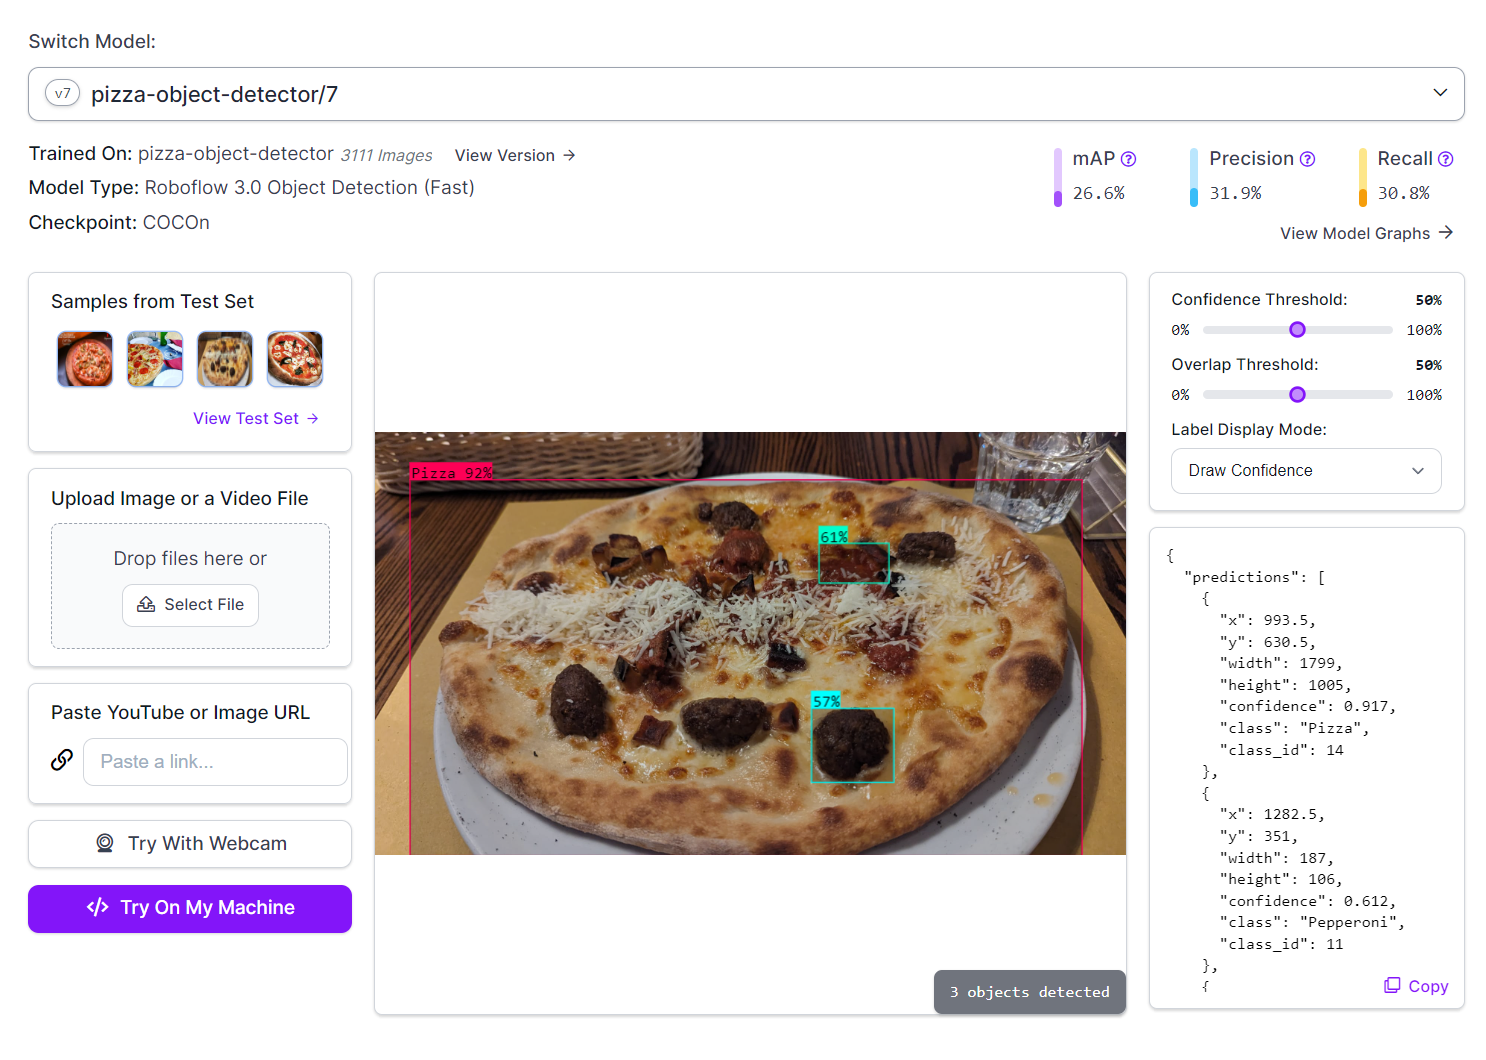 Switch Model:
v7 pizza-object-detector/7
Trained On: pizza-object-detector 3111 Images View Version →
Model Type: Roboflow 3.0 Object Detection (Fast)
Checkpoint: COCOn
mAP ? Precision ? Recall ?
26.6% 31.9% 30.8%
View Model Graphs →
Samples from Test Set
View Test Set →
Upload Image or a Video File
Drop files here or
Select File
Paste YouTube or Image URL
Paste a link...
Try With Webcam
</> Try On My Machine
Pizza 92%
61%
57%
3 objects detected
Confidence Threshold: 50%
0% 100%
Overlap Threshold: 50%
0% 100%
Label Display Mode:
Draw Confidence
{
"predictions": [
{
"x": 993.5,
"y": 630.5,
"width": 1799,
"height": 1005,
"confidence": 0.917,
"class": "Pizza",
"class_id": 14
},
{
"x": 1282.5,
"y": 351,
"width": 187,
"height": 106,
"confidence": 0.612,
"class": "Pepperoni",
"class_id": 11
},
{
Copy